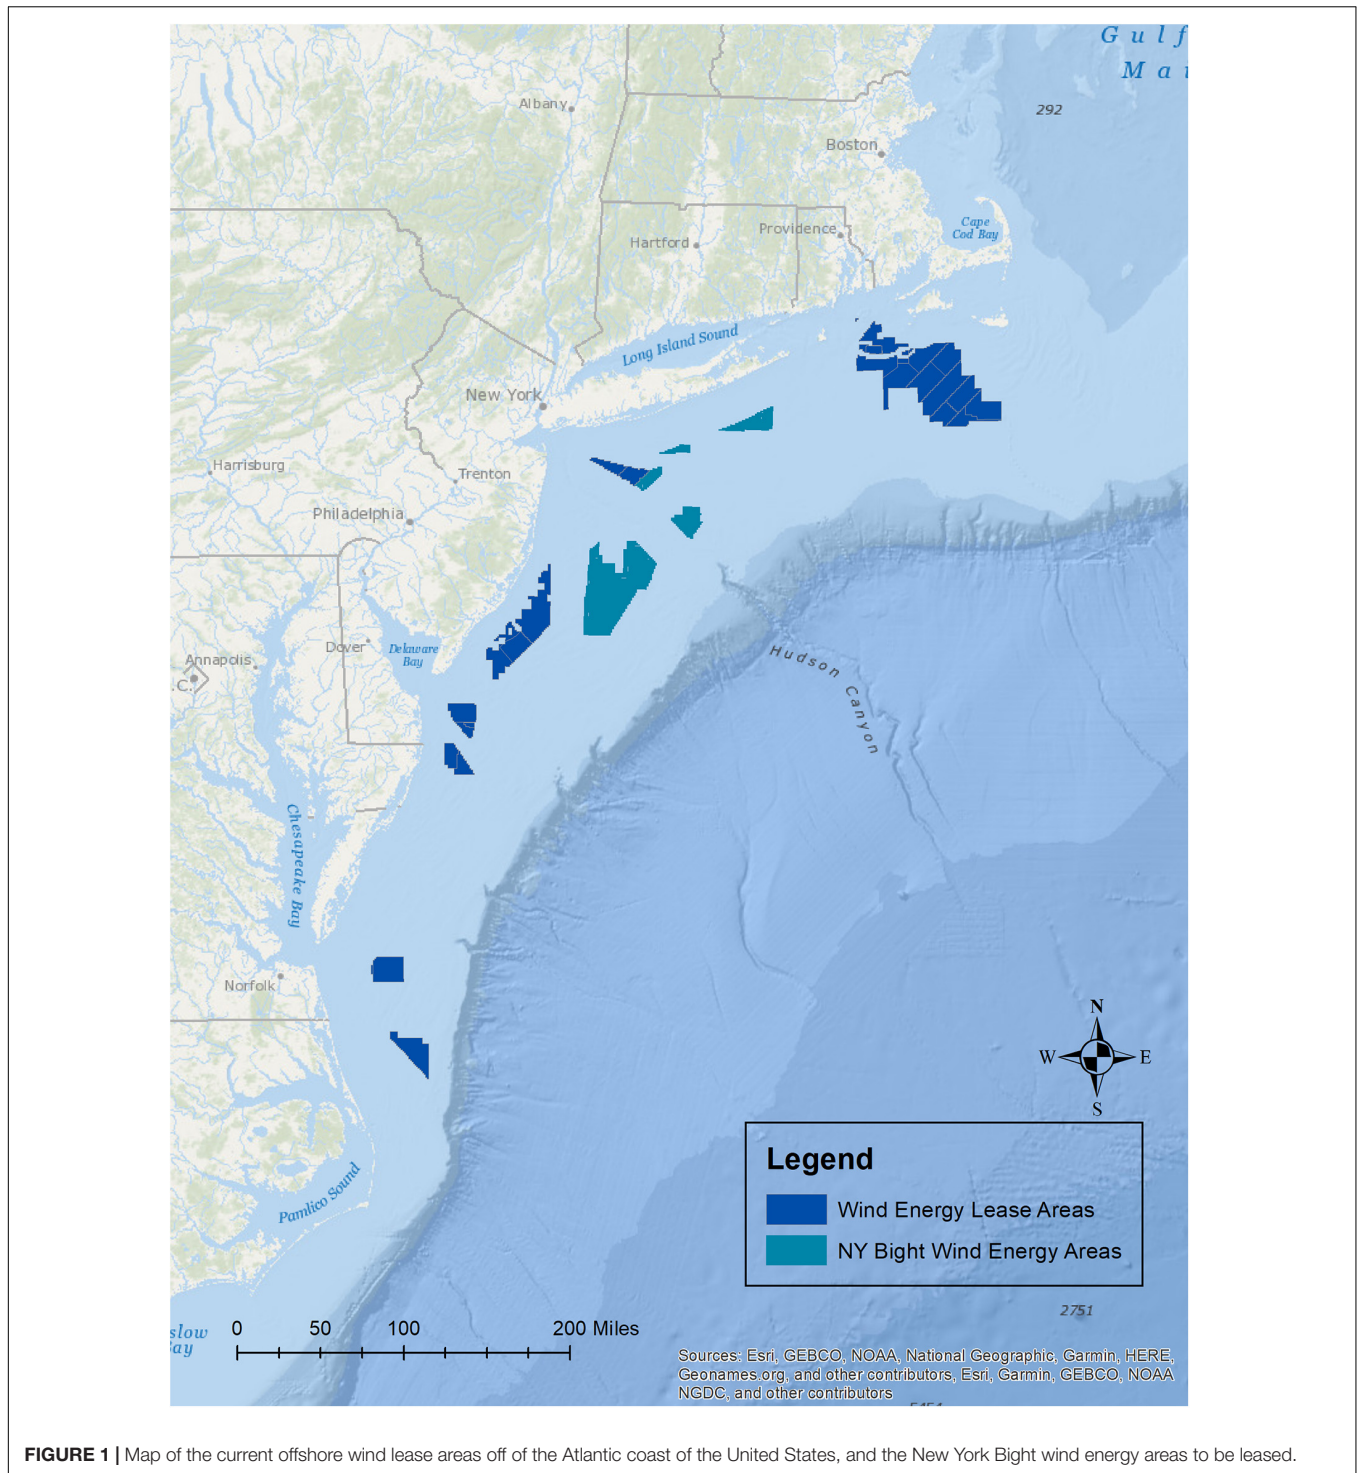 Gulf
Mai
292
Albany
Boston
Cape
Cod Bay
Providence
Hartford
Long Island Sound
New York
Harrisburg
Trenton
Philadelphia
Dover
Delaware
Bay
Annapolis
.C.
Hudson Canyon
Chesapeake Bay
Norfolk
N
W
E
S
Pamlico Sound
Legend
Wind Energy Lease Areas
NY Bight Wind Energy Areas
2751
slow
ay
0 50 100 200 Miles
Sources: Esri, GEBCO, NOAA, National Geographic, Garmin, HERE,
Geonames.org, and other contributors, Esri, Garmin, GEBCO, NOAA
NGDC, and other contributors
FIGURE 1 | Map of the current offshore wind lease areas off of the Atlantic coast of the United States, and the New York Bight wind energy areas to be leased.